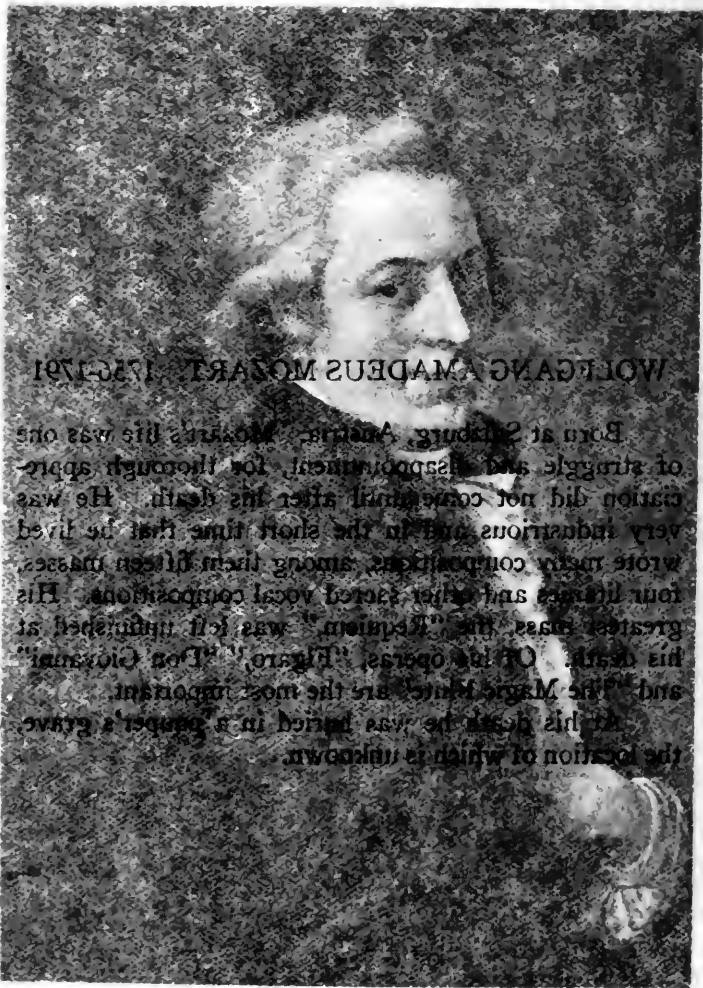 WOLFGANG AMADEUS MOZART 1756-1791
Born at Salzburg, Austria. Mozart's life was one
of struggle and disappointment, for thorough appre-
ciation did not come until after his death. He was
very industrious and in the short time that he lived
wrote many compositions, among them fifteen masses,
four litanies and other sacred vocal compositions. His
greatest mass, the "Requiem," was left unfinished at
his death. Of his operas, "Figaro," "Don Giovanni"
and "The Magic Flute" are the most important.
At his death he was buried in a pauper's grave,
the location of which is unknown.